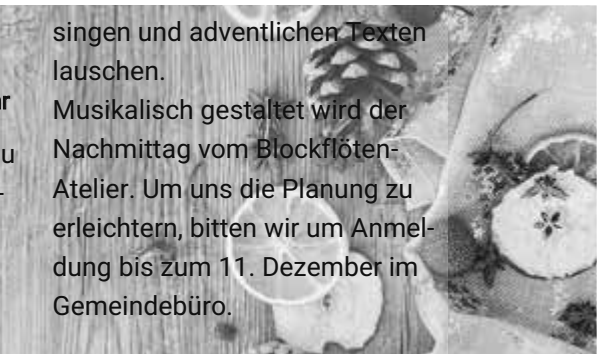 singen und adventlichen Texten
lauschen.
Musikalisch gestaltet wird der
Nachmittag vom Blockflöten-
Atelier. Um uns die Planung zu
erleichtern, bitten wir um Anmel-
dung bis zum 11. Dezember im
Gemeindebüro.